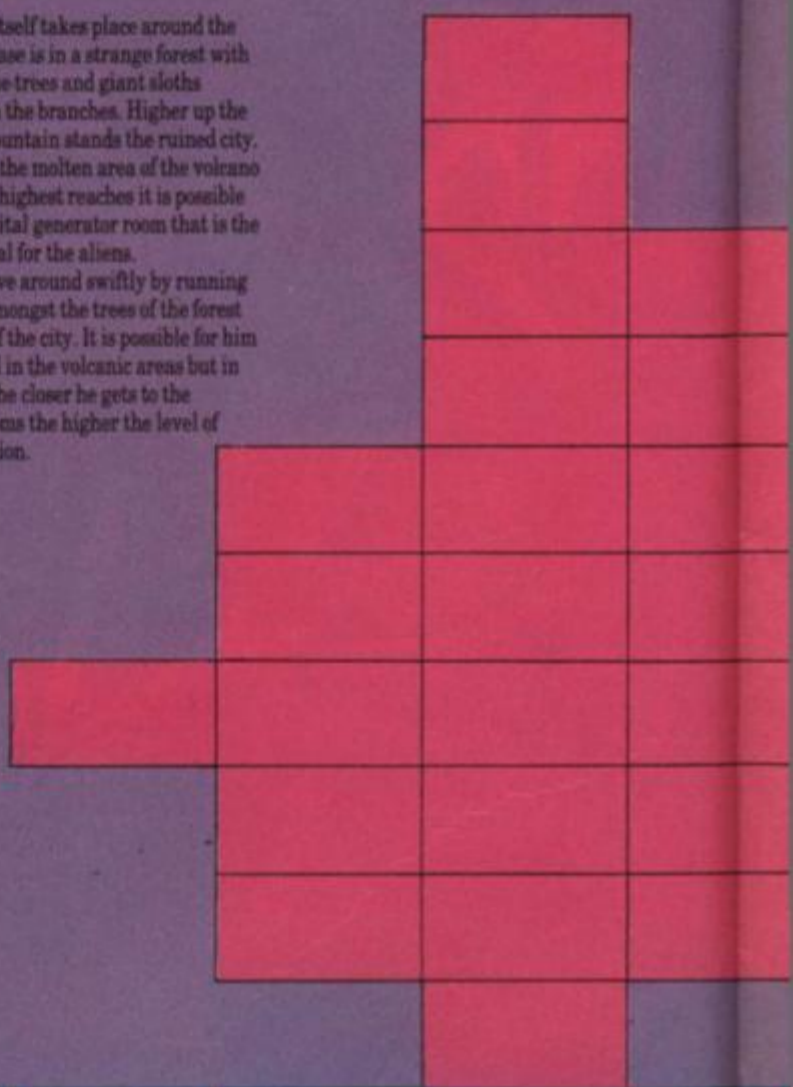 tself takes place around the
ase is in a strange forest with
e trees and giant sloths
the branches. Higher up the
ountain stands the ruined city.
the molten area of the volcano
highest reaches it is possible
ital generator room that is the
al for the aliens.
ve around swiftly by running
mongst the trees of the forest
f the city. It is possible for him
in the volcanic areas but in
he closer he gets to the
ms the higher the level of
ion.